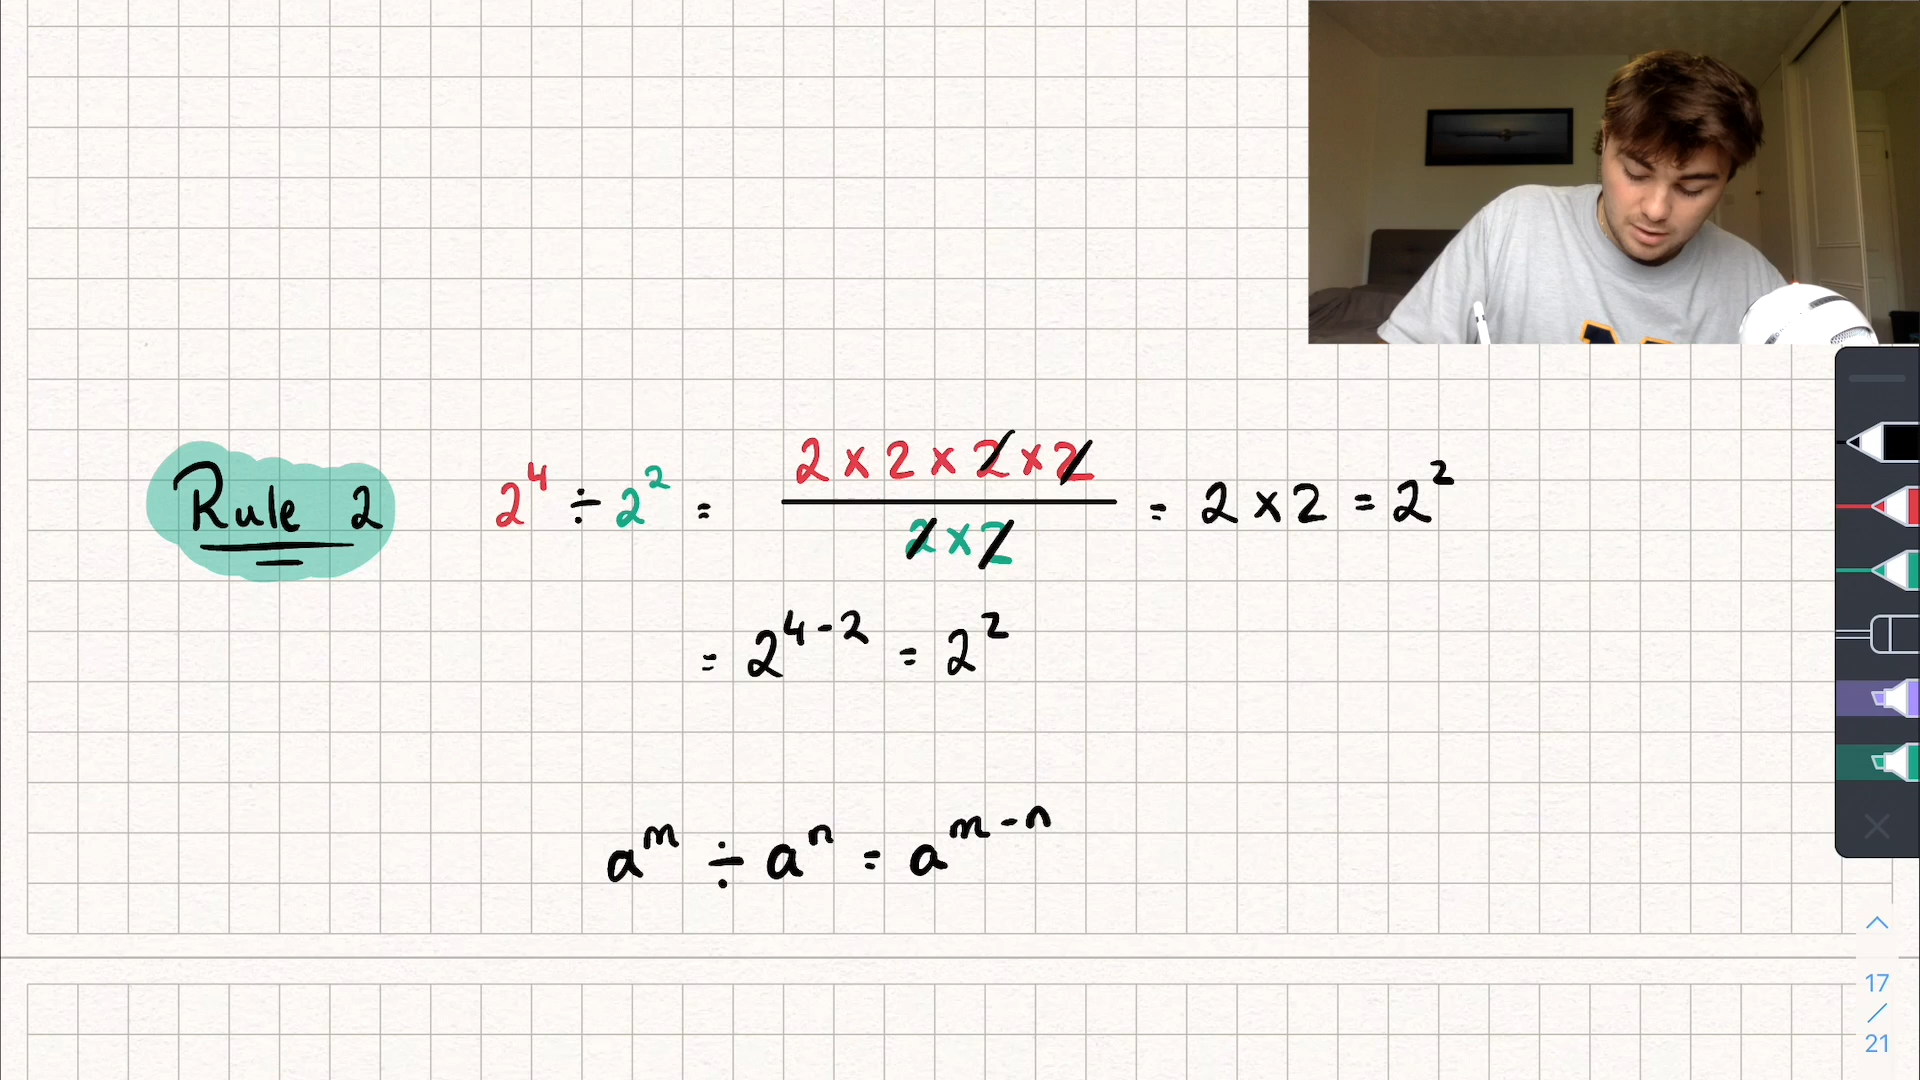 Rule 2 2⁴ ÷ 2² = (2 × 2 × 2 × 2)/(2 × 2) = 2 × 2 = 2²
= 2⁴⁻² = 2²
aᵐ ÷ aⁿ = aᵐ⁻ⁿ
17
/
21